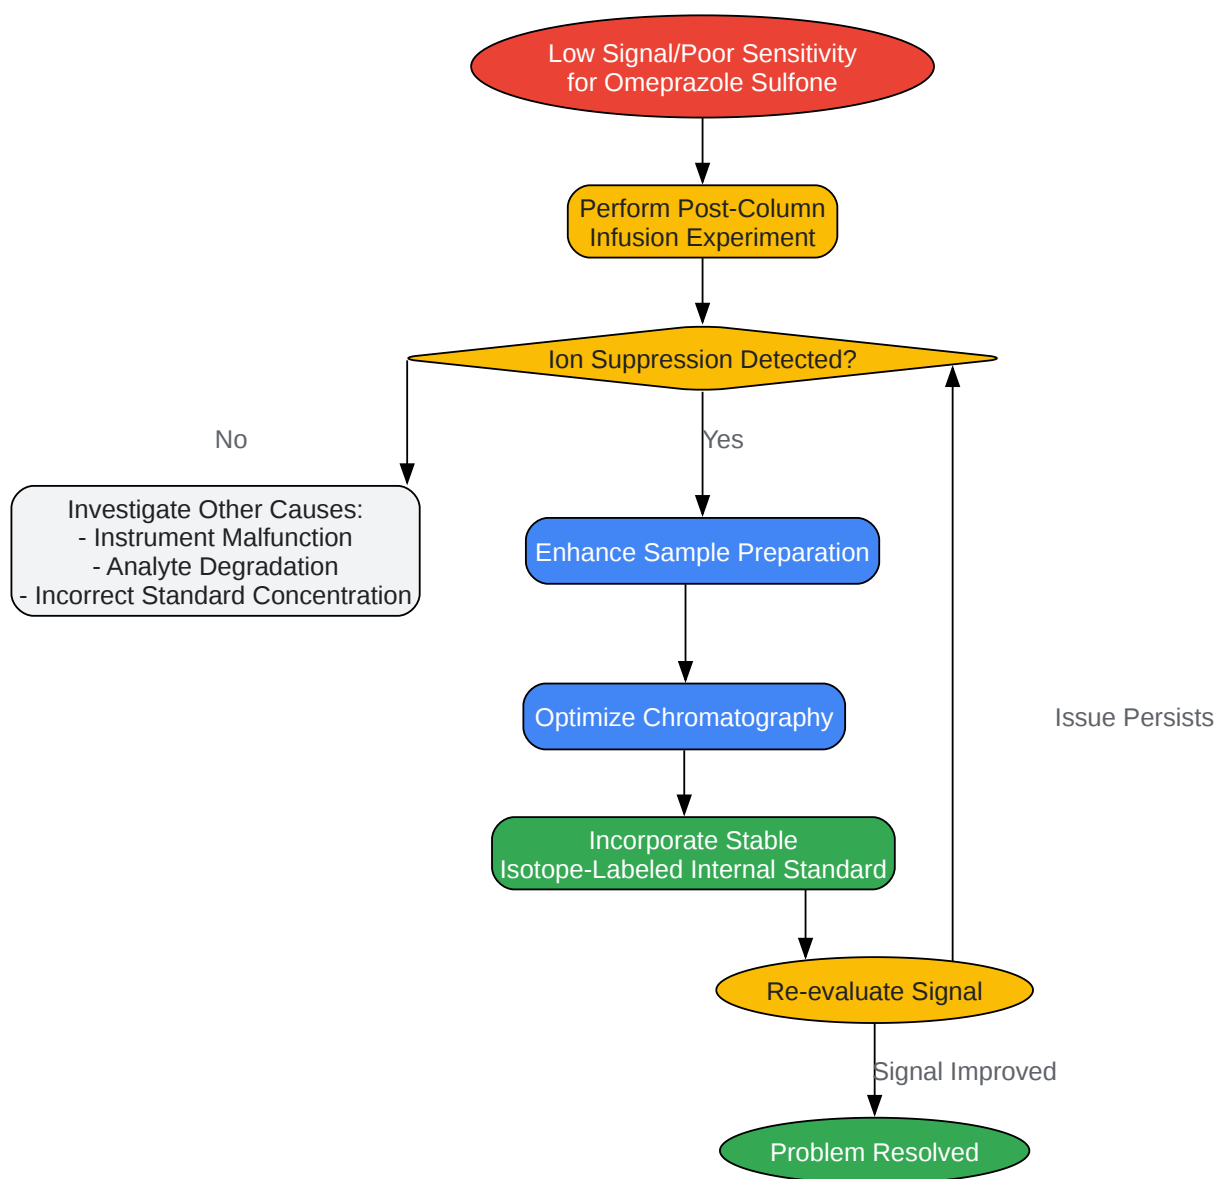 Low Signal/Poor Sensitivity
for Omeprazole Sulfone
Perform Post-Column
Infusion Experiment
Ion Suppression Detected?
No
Yes
Investigate Other Causes:
- Instrument Malfunction
- Analyte Degradation
- Incorrect Standard Concentration
Enhance Sample Preparation
Optimize Chromatography
Issue Persists
Incorporate Stable
Isotope-Labeled Internal Standard
Re-evaluate Signal
Signal Improved
Problem Resolved